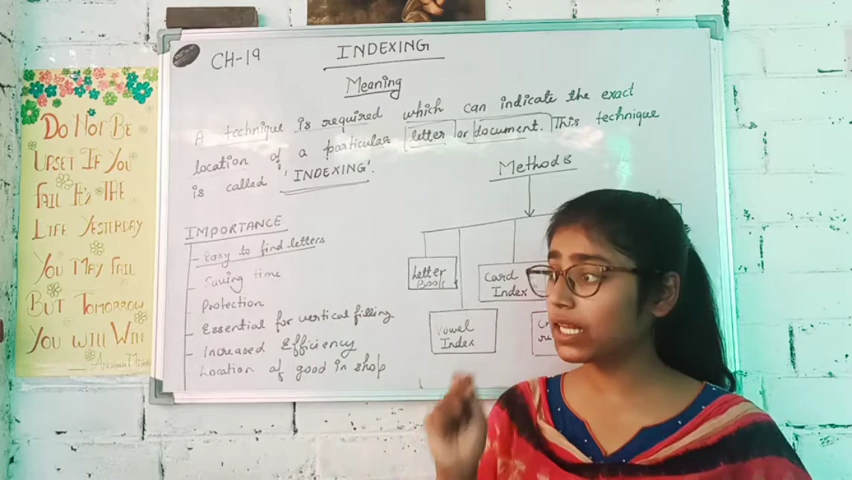 Do Not Be
Upset If You
Fail It's The
Life Yesterday
You May Fail
But Tomorrow
You Will Win
CH-19
INDEXING
Meaning
A technique is required which can indicate the exact
location of a particular letter or document. This technique
is called "INDEXING".
IMPORTANCE
- Easy to find letters
- Saving time
- Protection
- Essential for vertical filling
- Increased Efficiency
- Location of good in shop
Methods
Letter
Book
Card
Index
Vowel
Index